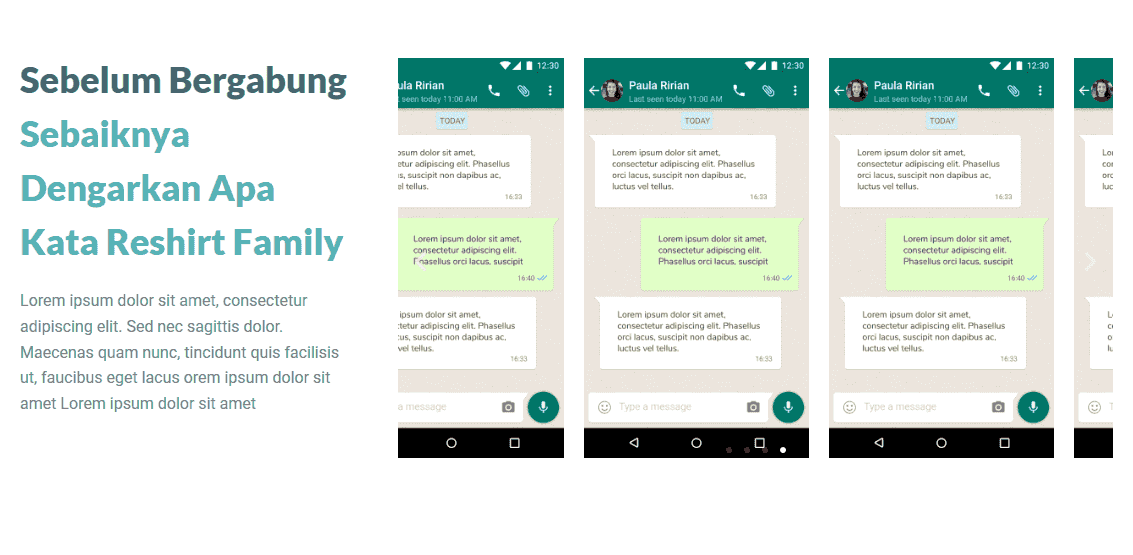 Sebelum Bergabung
Sebaiknya
Dengarkan Apa
Kata Reshirt Family
Lorem ipsum dolor sit amet, consectetur
adipiscing elit. Sed nec sagittis dolor.
Maecenas quam nunc, tincidunt quis facilisis
ut, faucibus eget lacus orem ipsum dolor sit
amet Lorem ipsum dolor sit amet
12:30
ula Ririan
t seen today 11:00 AM
TODAY
psum dolor sit amet,
etur adipiscing elit. Phasellus
, suscipit non dapibus ac,
vel tellus.
16:33
Lorem ipsum dolor sit amet,
consectetur adipiscing elit.
Phasellus orci lacus, suscipit
16:40
psum dolor sit amet,
ctetur adipiscing elit. Phasellus
cus, suscipit non dapibus ac,
vel tellus.
16:33
a message
12:30
Paula Ririan
Last seen today 11:00 AM
TODAY
Lorem ipsum dolor sit amet,
consectetur adipiscing elit. Phasellus
orci lacus, suscipit non dapibus ac,
luctus vel tellus.
16:33
Lorem ipsum dolor sit amet,
consectetur adipiscing elit.
Phasellus orci lacus, suscipit
16:40
Lorem ipsum dolor sit amet,
consectetur adipiscing elit. Phasellus
orci lacus, suscipit non dapibus ac,
luctus vel tellus.
16:33
Type a message
12:30
Paula Ririan
Last seen today 11:00 AM
TODAY
Lorem ipsum dolor sit amet,
consectetur adipiscing elit. Phasellus
orci lacus, suscipit non dapibus ac,
luctus vel tellus.
16:33
Lorem ipsum dolor sit amet,
consectetur adipiscing elit.
Phasellus orci lacus, suscipit
16:40
Lorem ipsum dolor sit amet,
consectetur adipiscing elit. Phasellus
orci lacus, suscipit non dapibus ac,
luctus vel tellus.
16:33
Type a message